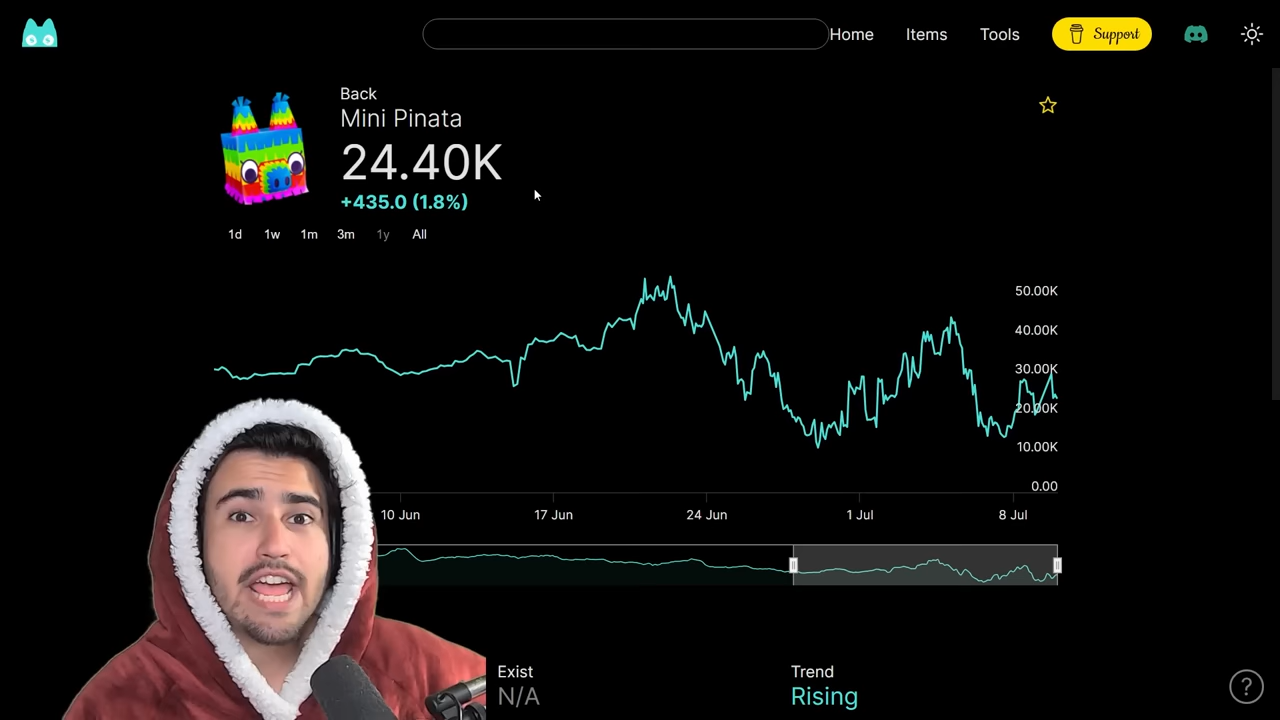 Home Items Tools Support
Back
Mini Pinata
24.40K
+435.0 (1.8%)
1d 1w 1m 3m 1y All
50.00K
40.00K
30.00K
20.00K
10.00K
0.00
10 Jun 17 Jun 24 Jun 1 Jul 8 Jul
Exist Trend
N/A Rising
?